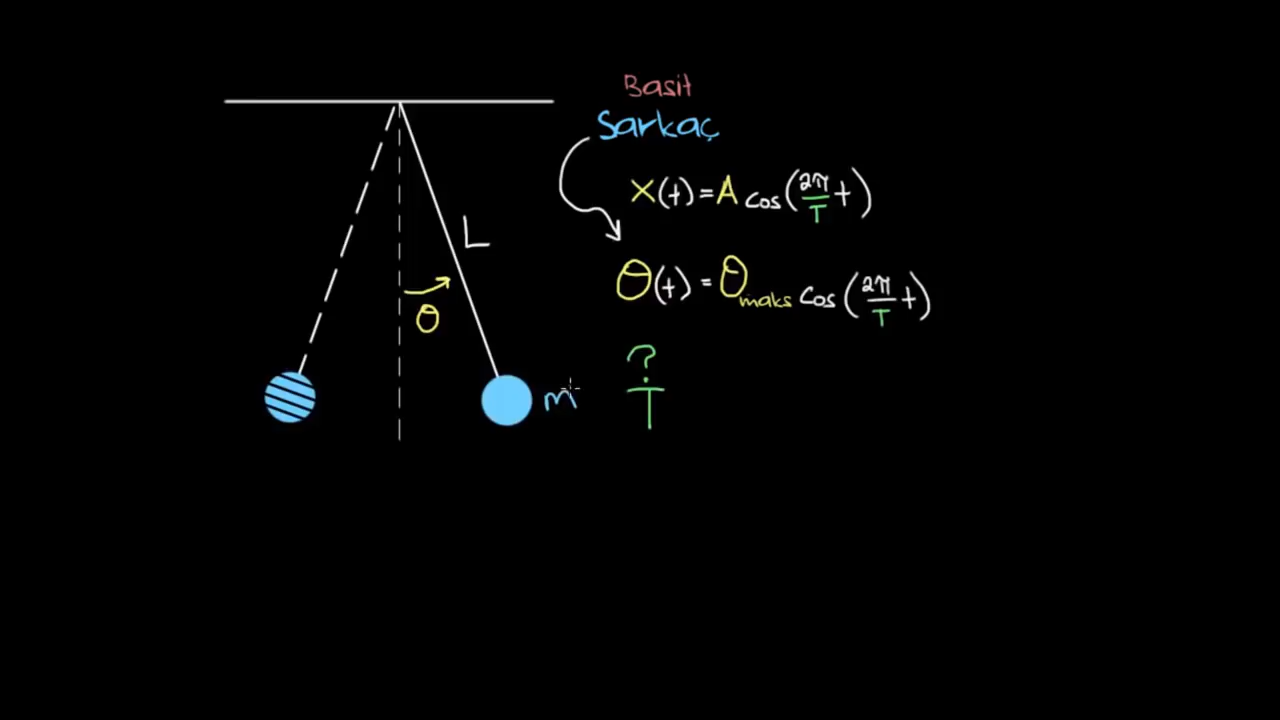 Basit
Sarkaç
x(t) = A cos(2π/T t)
θ(t) = θmaks cos(2π/T t)
L
θ
?
T
m